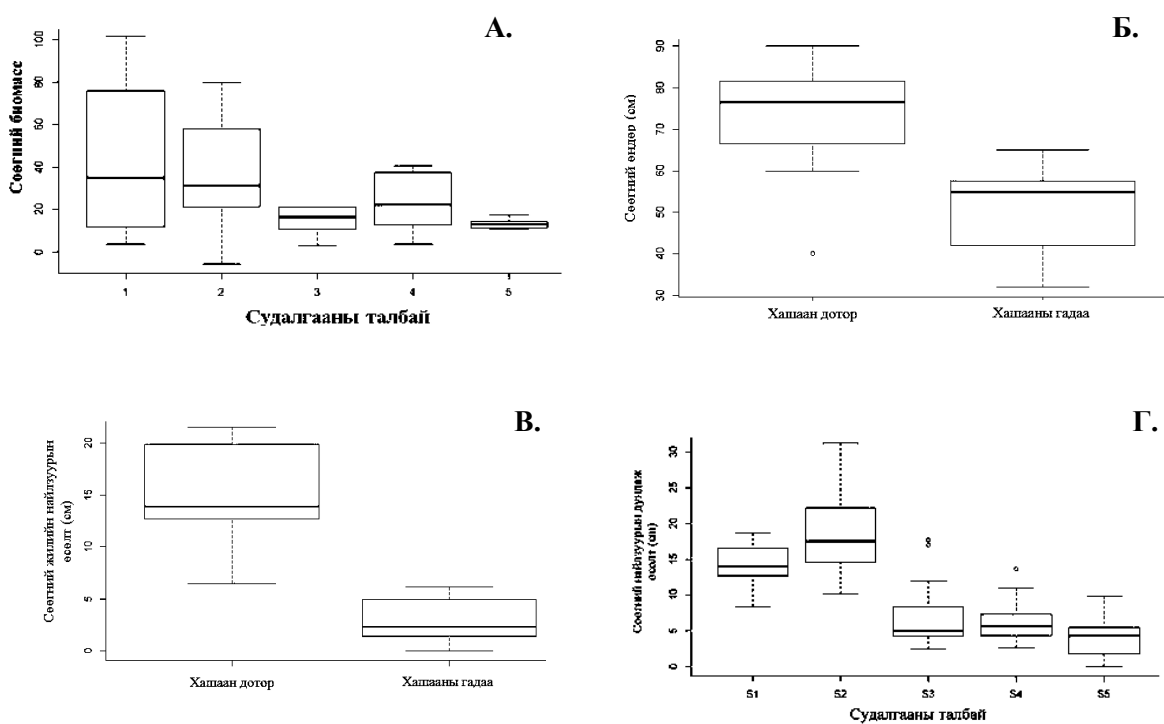 А.
Сөөгний биомасс
100
80
60
40
20
0
1 2 3 4 5
Судалгааны талбай
Б.
Сөөгний өндөр (см)
90
80
70
60
50
40
30
Хашаан дотор Хашааны гадаа
В.
Сөөгний жилийн найлзуурын
өсөлт (см)
20
15
10
5
0
Хашаан дотор Хашааны гадаа
Г.
Сөөгний найлзуурын дундаж
өсөлт (cm)
30
25
20
15
10
5
0
S1 S2 S3 S4 S5
Судалгааны талбай